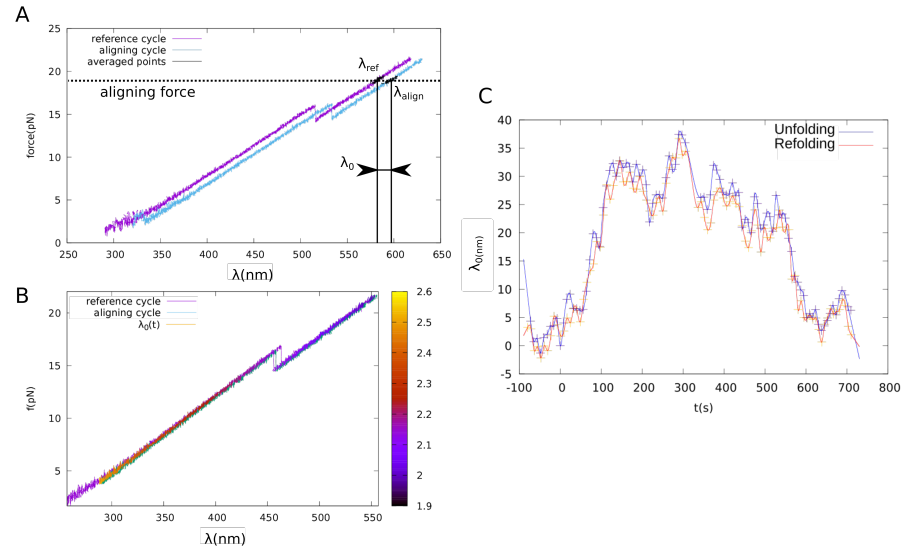 A
25
20
15
10
5
0
force(pN)
reference cycle
aligning cycle
averaged points
λref
aligning force
λalign
λ0
250 300 350 400 450 500 550 600 650
λ(nm)
B
20
15
10
5
f(pN)
reference cycle
aligning cycle
λ0(t)
300 350 400 450 500 550
λ(nm)
2.6
2.5
2.4
2.3
2.2
2.1
2
1.9
C
40
35
30
25
20
15
10
5
0
-5
λ0(nm)
Unfolding
Refolding
-100 0 100 200 300 400 500 600 700 800
t(s)